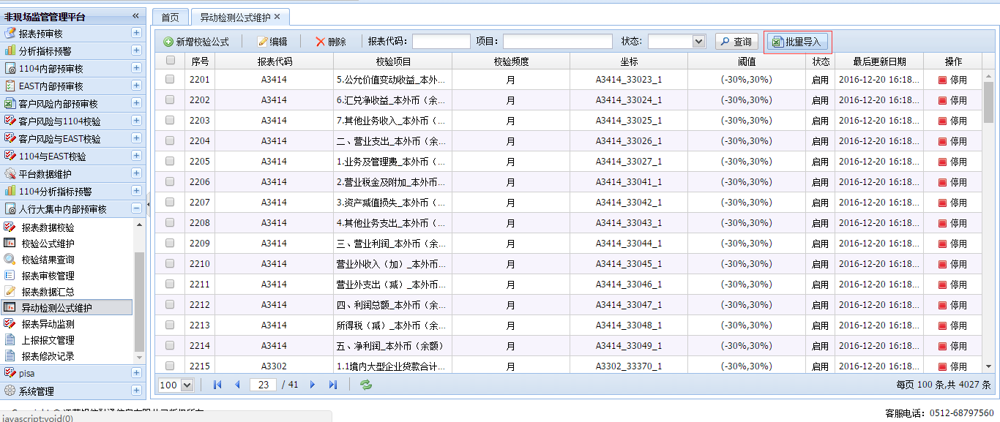 非现场监管管理平台
首页 异动检测公式维护
报表预审核
分析指标预警
1104内部预审核
EAST内部预审核
客户风险内部预审核
客户风险与1104校验
客户风险与EAST校验
1104与EAST校验
平台数据维护
1104分析指标预警
人行大集中内部预审核
报表数据校验
校验公式维护
校验结果查询
报表审核管理
报表数据汇总
异动检测公式维护
报表异动监测
上报报文管理
报表修改记录
pisa
系统管理
新增校验公式 编辑 删除 报表代码: 项目: 状态: 查询 批量导入
序号 报表代码 校验项目 校验频度 坐标 阈值 状态 最后更新日期 操作
2201 A3414 5.公允价值变动收益_本外... 月 A3414_33023_1 (-30%,30%) 启用 2016-12-20 16:18... 停用
2202 A3414 6.汇兑净收益_本外币（余... 月 A3414_33024_1 (-30%,30%) 启用 2016-12-20 16:18... 停用
2203 A3414 7.其他业务收入_本外币（... 月 A3414_33025_1 (-30%,30%) 启用 2016-12-20 16:18... 停用
2204 A3414 二、营业支出_本外币（余... 月 A3414_33026_1 (-30%,30%) 启用 2016-12-20 16:18... 停用
2205 A3414 1.业务及管理费_本外币（... 月 A3414_33027_1 (-30%,30%) 启用 2016-12-20 16:18... 停用
2206 A3414 2.营业税金及附加_本外币... 月 A3414_33041_1 (-30%,30%) 启用 2016-12-20 16:18... 停用
2207 A3414 3.资产减值损失_本外币（... 月 A3414_33042_1 (-30%,30%) 启用 2016-12-20 16:18... 停用
2208 A3414 4.其他业务支出_本外币（... 月 A3414_33043_1 (-30%,30%) 启用 2016-12-20 16:18... 停用
2209 A3414 三、营业利润_本外币（余... 月 A3414_33044_1 (-30%,30%) 启用 2016-12-20 16:18... 停用
2210 A3414 营业外收入（加）_本外币... 月 A3414_33045_1 (-30%,30%) 启用 2016-12-20 16:18... 停用
2211 A3414 营业外支出（减）_本外币... 月 A3414_33046_1 (-30%,30%) 启用 2016-12-20 16:18... 停用
2212 A3414 四、利润总额_本外币（余... 月 A3414_33047_1 (-30%,30%) 启用 2016-12-20 16:18... 停用
2213 A3414 所得税（减）_本外币（余... 月 A3414_33048_1 (-30%,30%) 启用 2016-12-20 16:18... 停用
2214 A3414 五、净利润_本外币（余额） 月 A3414_33049_1 (-30%,30%) 启用 2016-12-20 16:18... 停用
2215 A3302 1.1境内大型企业贷款合计... 月 A3302_33370_1 (-30%,30%) 启用 2016-12-20 16:18... 停用
100 23 / 41 每页 100 条,共 4027 条
javascript:void(0)
客服电话：0512-68797560